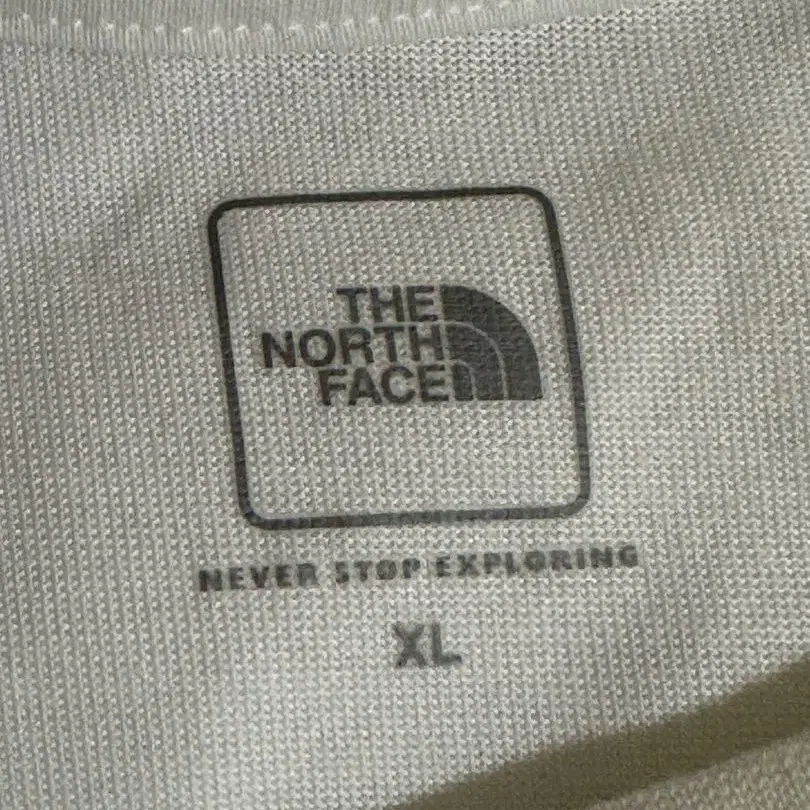 THE
NORTH
FACE
NEVER STOP EXPLORING
XL